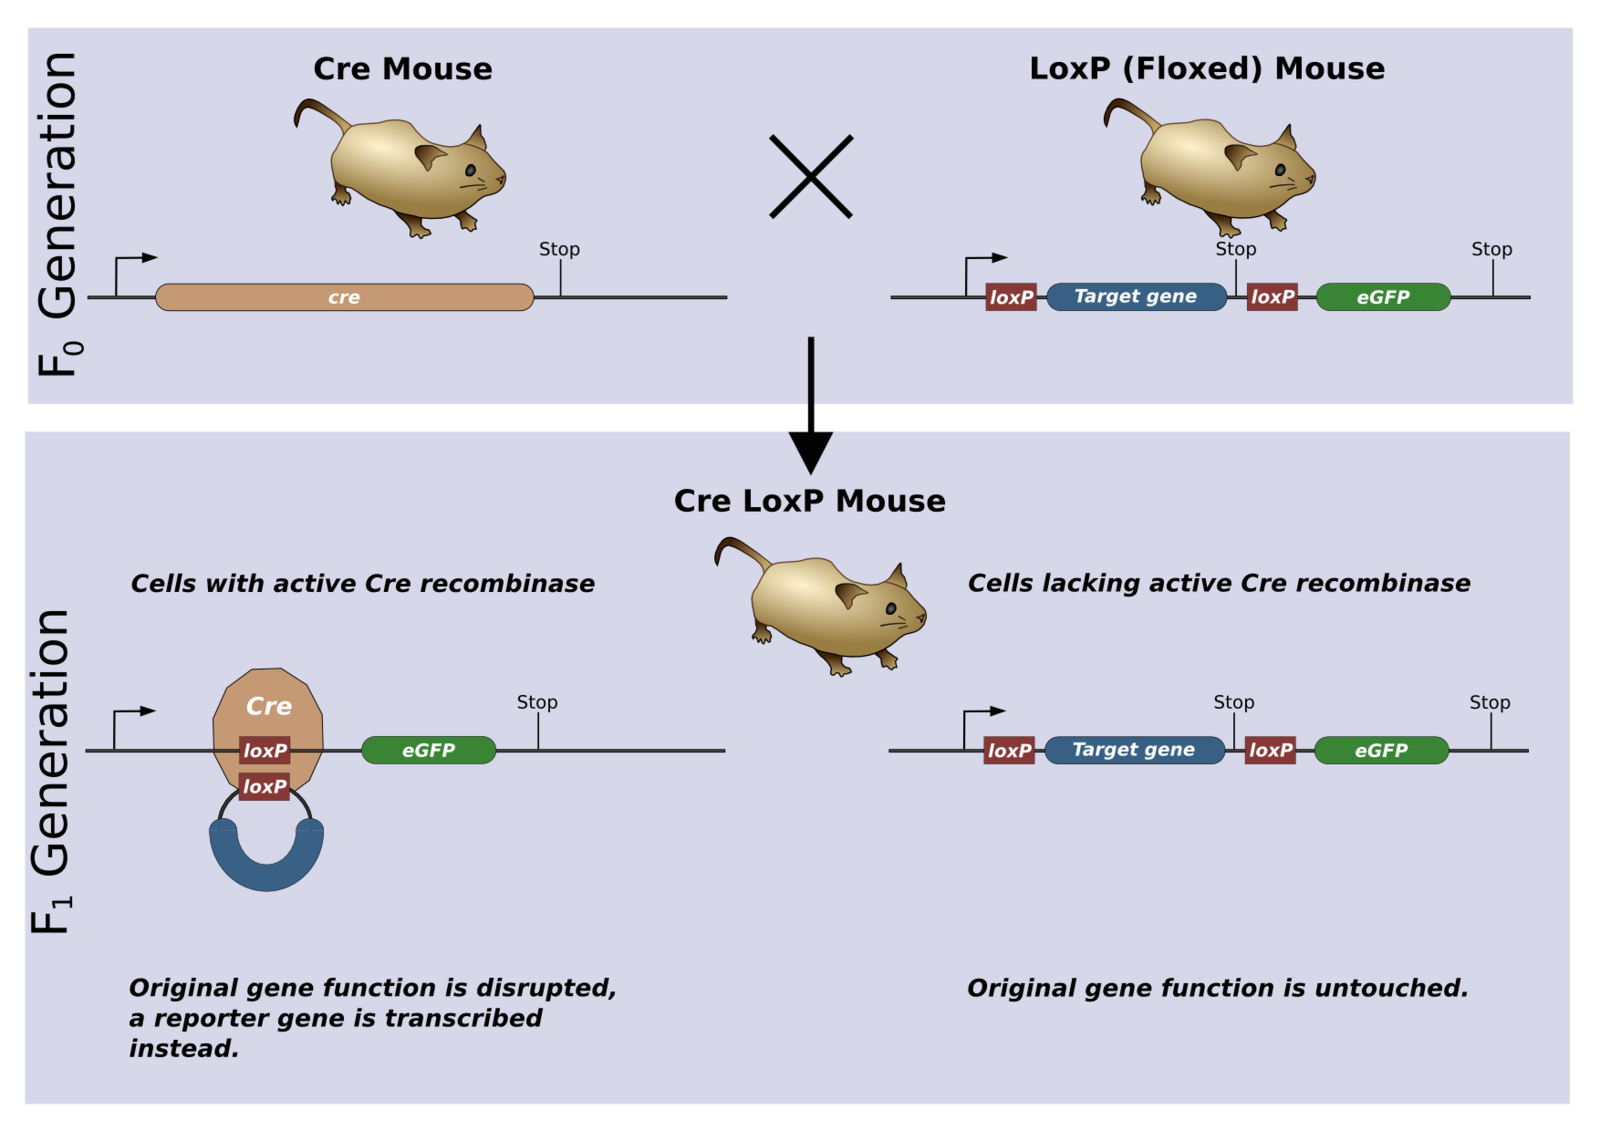 F0 Generation
Cre Mouse
LoxP (Floxed) Mouse
Stop
cre
Stop
Stop
loxP
Target gene
loxP
eGFP
F1 Generation
Cre LoxP Mouse
Cells with active Cre recombinase
Cells lacking active Cre recombinase
Cre
Stop
loxP
eGFP
loxP
Stop
Stop
loxP
Target gene
loxP
eGFP
Original gene function is disrupted,
a reporter gene is transcribed
instead.
Original gene function is untouched.